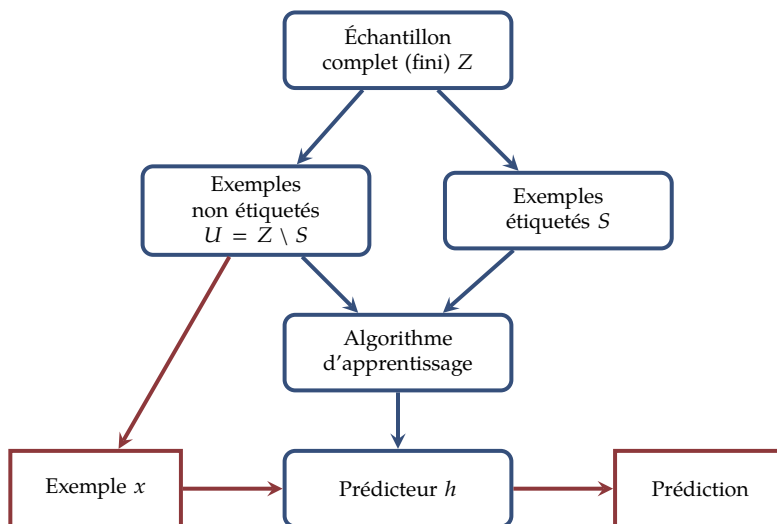 Échantillon
complet (fini) Z
Exemples
non étiquetés
U = Z \ S
Exemples
étiquetés S
Algorithme
d'apprentissage
Exemple x
Prédicteur h
Prédiction